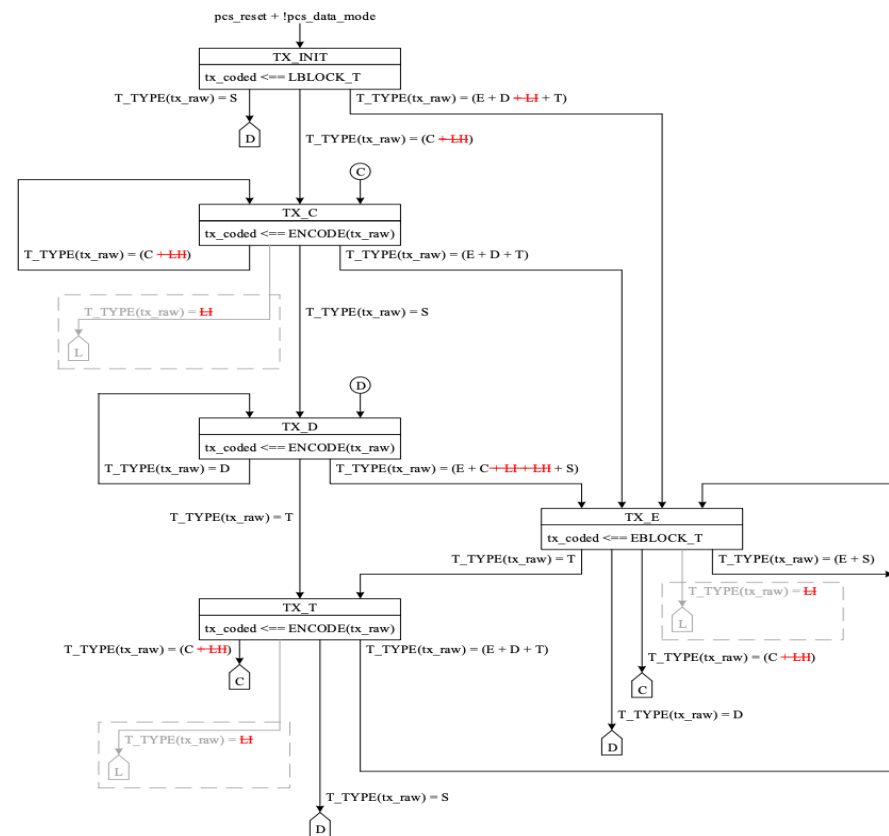 pcs_reset + !pcs_data_mode
TX_INIT
tx_coded <== LBLOCK_T
T_TYPE(tx_raw) = S
T_TYPE(tx_raw) = (E + D + LI + T)
D
T_TYPE(tx_raw) = (C + LH)
C
TX_C
tx_coded <== ENCODE(tx_raw)
T_TYPE(tx_raw) = (C + LH)
T_TYPE(tx_raw) = (E + D + T)
T_TYPE(tx_raw) = LI
T_TYPE(tx_raw) = S
L
D
TX_D
tx_coded <== ENCODE(tx_raw)
T_TYPE(tx_raw) = D
T_TYPE(tx_raw) = (E + C + LI + LH + S)
T_TYPE(tx_raw) = T
TX_E
tx_coded <== EBLOCK_T
T_TYPE(tx_raw) = T
T_TYPE(tx_raw) = (E + S)
T_TYPE(tx_raw) = LI
L
TX_T
tx_coded <== ENCODE(tx_raw)
T_TYPE(tx_raw) = (C + LH)
T_TYPE(tx_raw) = (E + D + T)
T_TYPE(tx_raw) = (C + LH)
C
C
T_TYPE(tx_raw) = D
D
T_TYPE(tx_raw) = LI
L
T_TYPE(tx_raw) = S
D